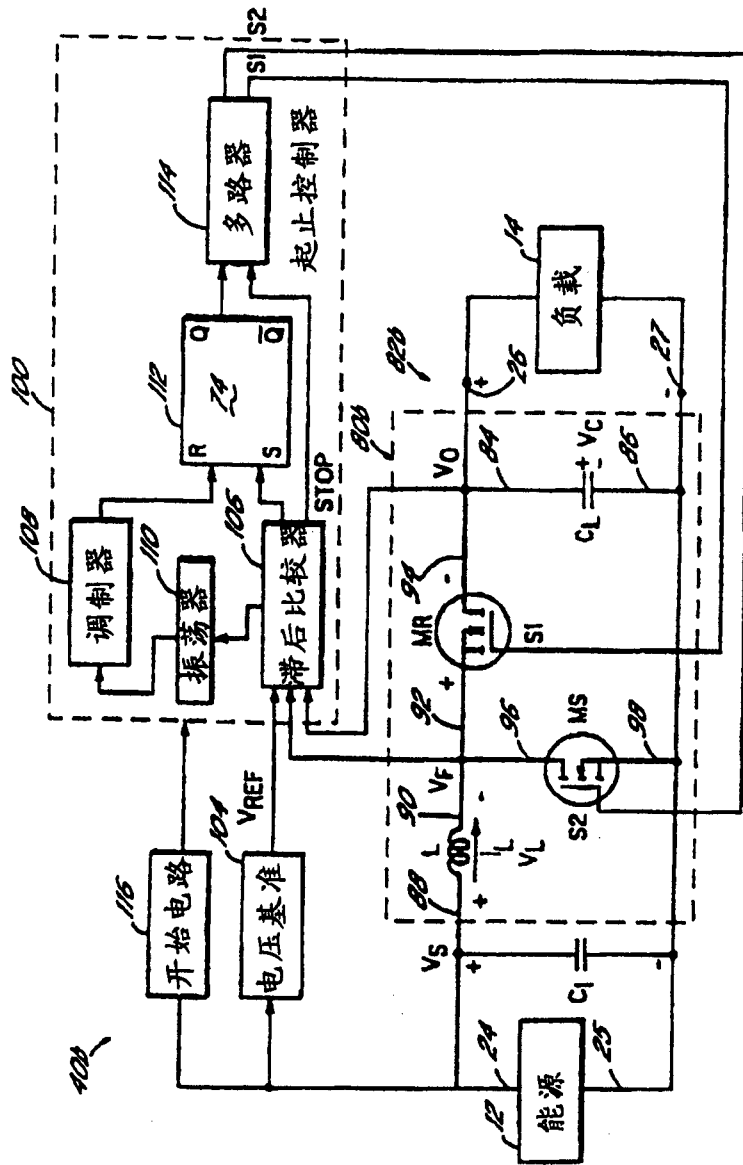 40b
116
开始电路
104
电压基准
VREF
100
108
调制器
110
振荡器
106
滞后比较器
STOP
112
R
S
74
Q
Q̅
114
多路器
起止控制器
S1
S2
12
能源
24
25
VS
+
CI
-
88
+
L
IL
VL
90
-
VF
92
+
MR
S1
94
-
96
MS
S2
98
80b
82b
VO
84
CL
+
VC
-
86
26
+
14
负载
27
-